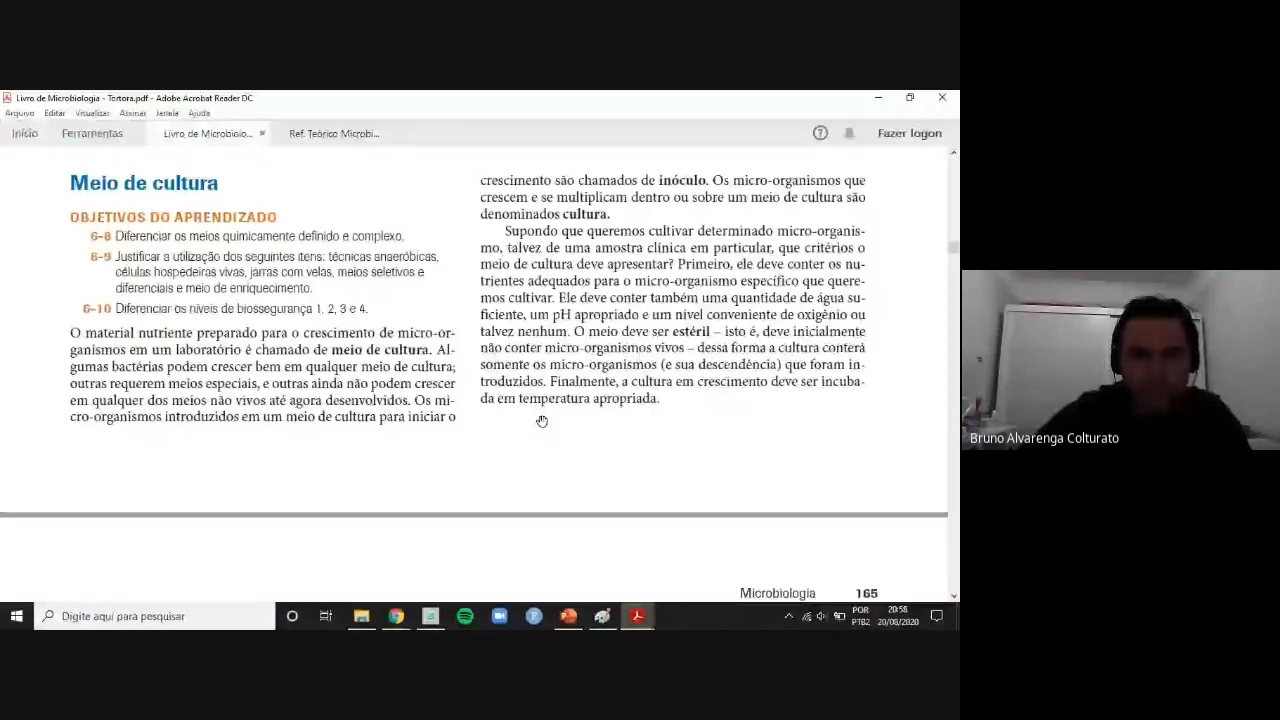 Livro de Microbiologia - Tortora.pdf - Adobe Acrobat Reader DC
Arquivo Editar Visualizar Assinar Janela Ajuda
Início Ferramentas Livro de Microbiolo... × Ref. Teórico Microbi... Fazer logon
Meio de cultura
OBJETIVOS DO APRENDIZADO
6-8 Diferenciar os meios quimicamente definido e complexo.
6-9 Justificar a utilização dos seguintes itens: técnicas anaeróbicas,
células hospedeiras vivas, jarras com velas, meios seletivos e
diferenciais e meio de enriquecimento.
6-10 Diferenciar os níveis de biossegurança 1, 2, 3 e 4.
O material nutriente preparado para o crescimento de micro-or-
ganismos em um laboratório é chamado de meio de cultura. Al-
gumas bactérias podem crescer bem em qualquer meio de cultura;
outras requerem meios especiais, e outras ainda não podem crescer
em qualquer dos meios não vivos até agora desenvolvidos. Os mi-
cro-organismos introduzidos em um meio de cultura para iniciar o
crescimento são chamados de inóculo. Os micro-organismos que
crescem e se multiplicam dentro ou sobre um meio de cultura são
denominados cultura.
Supondo que queremos cultivar determinado micro-organis-
mo, talvez de uma amostra clínica em particular, que critérios o
meio de cultura deve apresentar? Primeiro, ele deve conter os nu-
trientes adequados para o micro-organismo específico que quere-
mos cultivar. Ele deve conter também uma quantidade de água su-
ficiente, um pH apropriado e um nível conveniente de oxigênio ou
talvez nenhum. O meio deve ser estéril – isto é, deve inicialmente
não conter micro-organismos vivos – dessa forma a cultura conterá
somente os micro-organismos (e sua descendência) que foram in-
troduzidos. Finalmente, a cultura em crescimento deve ser incuba-
da em temperatura apropriada.
Microbiologia 165
Bruno Alvarenga Colturato
Digite aqui para pesquisar
POR
PTB2
20:58
20/08/2020